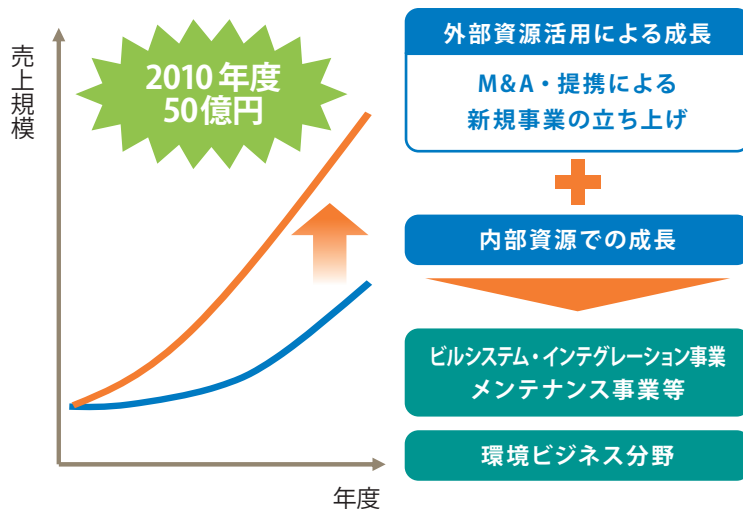 売上規模
2010年度
50億円
年度
外部資源活用による成長
M&A・提携による
新規事業の立ち上げ
内部資源での成長
ビルシステム・インテグレーション事業
メンテナンス事業等
環境ビジネス分野